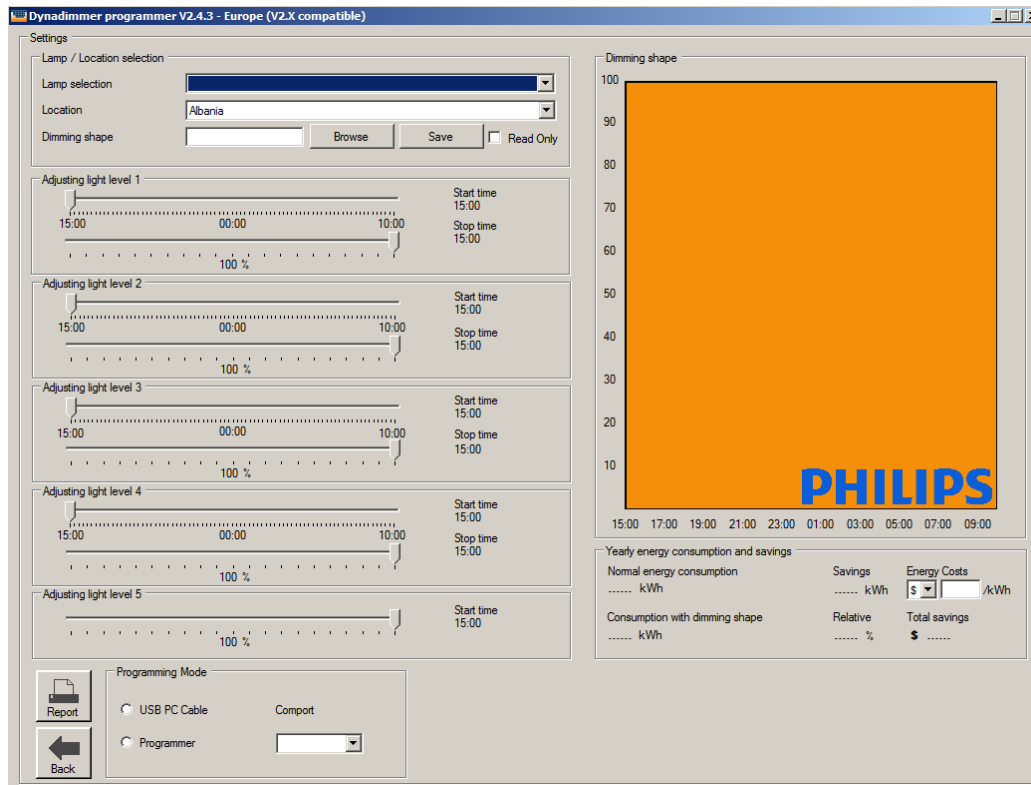 Dynadimmer programmer V2.4.3 - Europe (V2.X compatible)
Settings
Lamp / Location selection
Lamp selection
Location Albania
Dimming shape Browse Save Read Only
Adjusting light level 1
Start time
15:00
15:00 00:00 10:00
Stop time
15:00
100 %
Adjusting light level 2
Start time
15:00
15:00 00:00 10:00
Stop time
15:00
100 %
Adjusting light level 3
Start time
15:00
15:00 00:00 10:00
Stop time
15:00
100 %
Adjusting light level 4
Start time
15:00
15:00 00:00 10:00
Stop time
15:00
100 %
Adjusting light level 5
Start time
15:00
100 %
Report
Back
Programming Mode
USB PC Cable Comport
Programmer
Dimming shape
100
90
80
70
60
50
40
30
20
10
PHILIPS
15:00 17:00 19:00 21:00 23:00 01:00 03:00 05:00 07:00 09:00
Yearly energy consumption and savings
Normal energy consumption Savings Energy Costs
...... kWh ...... kWh $ /kWh
Consumption with dimming shape Relative Total savings
...... kWh ...... % $ ......